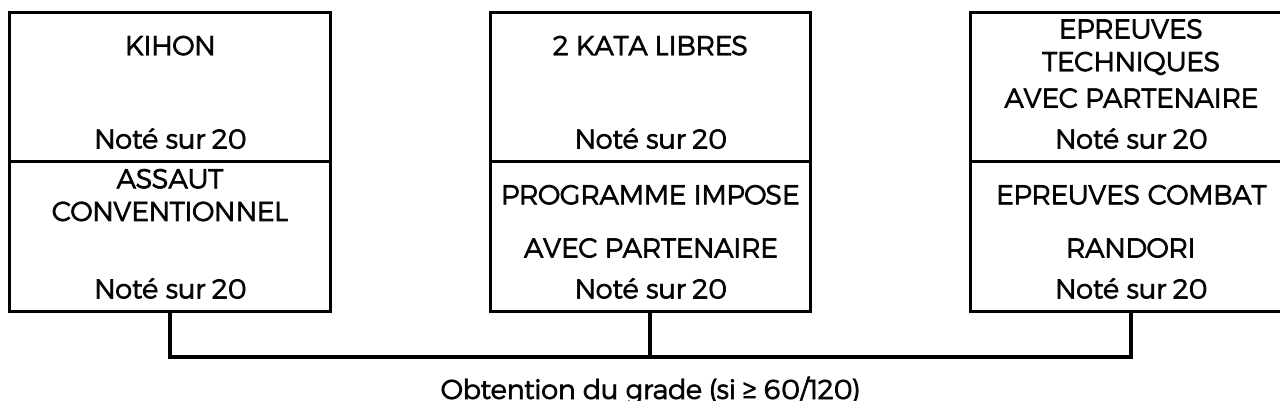 KIHON
Noté sur 20
ASSAUT
CONVENTIONNEL
Noté sur 20
2 KATA LIBRES
Noté sur 20
PROGRAMME IMPOSE
AVEC PARTENAIRE
Noté sur 20
EPREUVES
TECHNIQUES
AVEC PARTENAIRE
Noté sur 20
EPREUVES COMBAT
RANDORI
Noté sur 20
Obtention du grade (si ≥ 60/120)